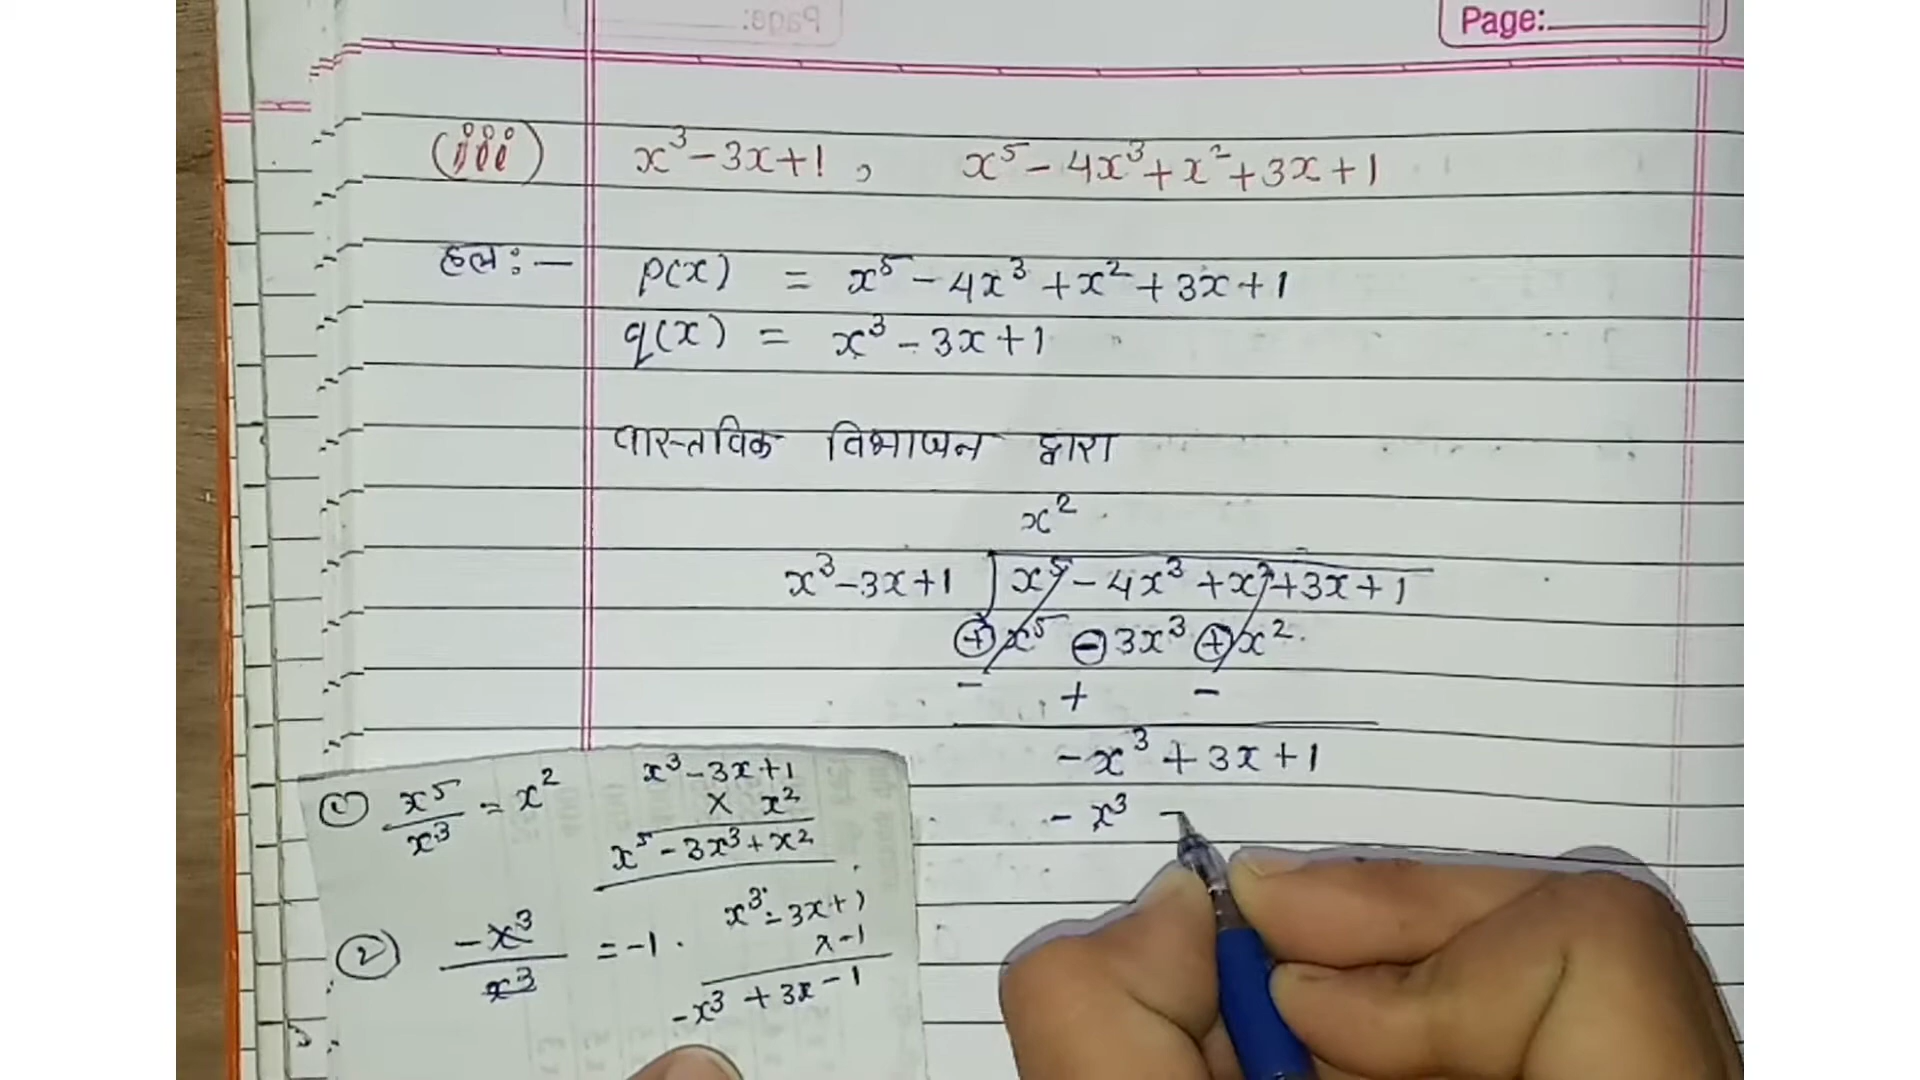 Page:
(iii) x³-3x+1, x⁵-4x³+x²+3x+1
हल:- p(x) = x⁵-4x³+x²+3x+1
q(x) = x³-3x+1
वास्तविक विभाजन द्वारा
x²
x³-3x+1 ) x⁵-4x³+x²+3x+1
⊕x⁵ ⊖3x³ ⊕x²
- + -
-x³+3x+1
-x³
① x⁵/x³ = x²
x³-3x+1
× x²
x⁵-3x³+x²
② -x³/x³ = -1.
x³-3x+1
x-1
-x³+3x-1